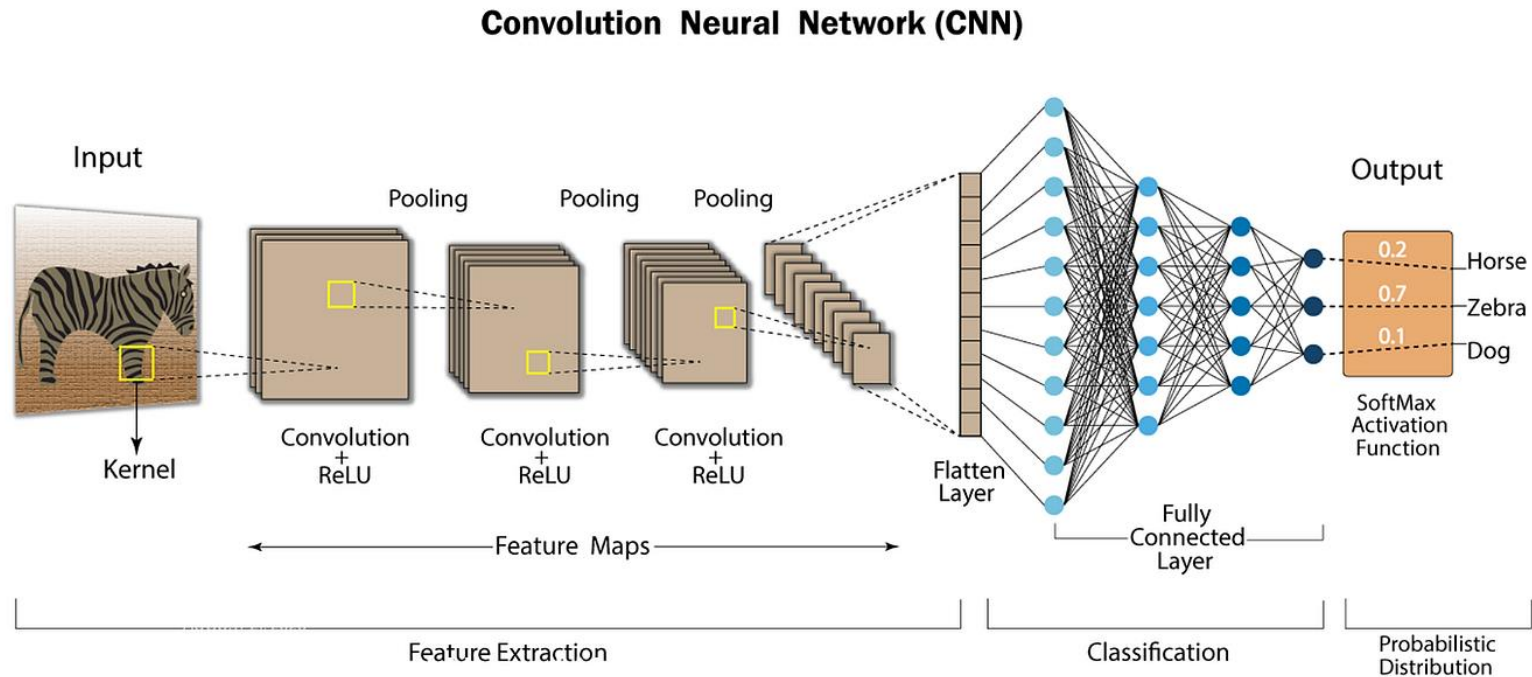 Convolution Neural Network (CNN)
Input
Pooling
Pooling
Pooling
Output
0.2
Horse
0.7
Zebra
0.1
Dog
Kernel
Convolution
+
ReLU
Convolution
+
ReLU
Convolution
+
ReLU
Flatten
Layer
SoftMax
Activation
Function
Feature Maps
Fully
Connected
Layer
Feature Extraction
Classification
Probabilistic
Distribution